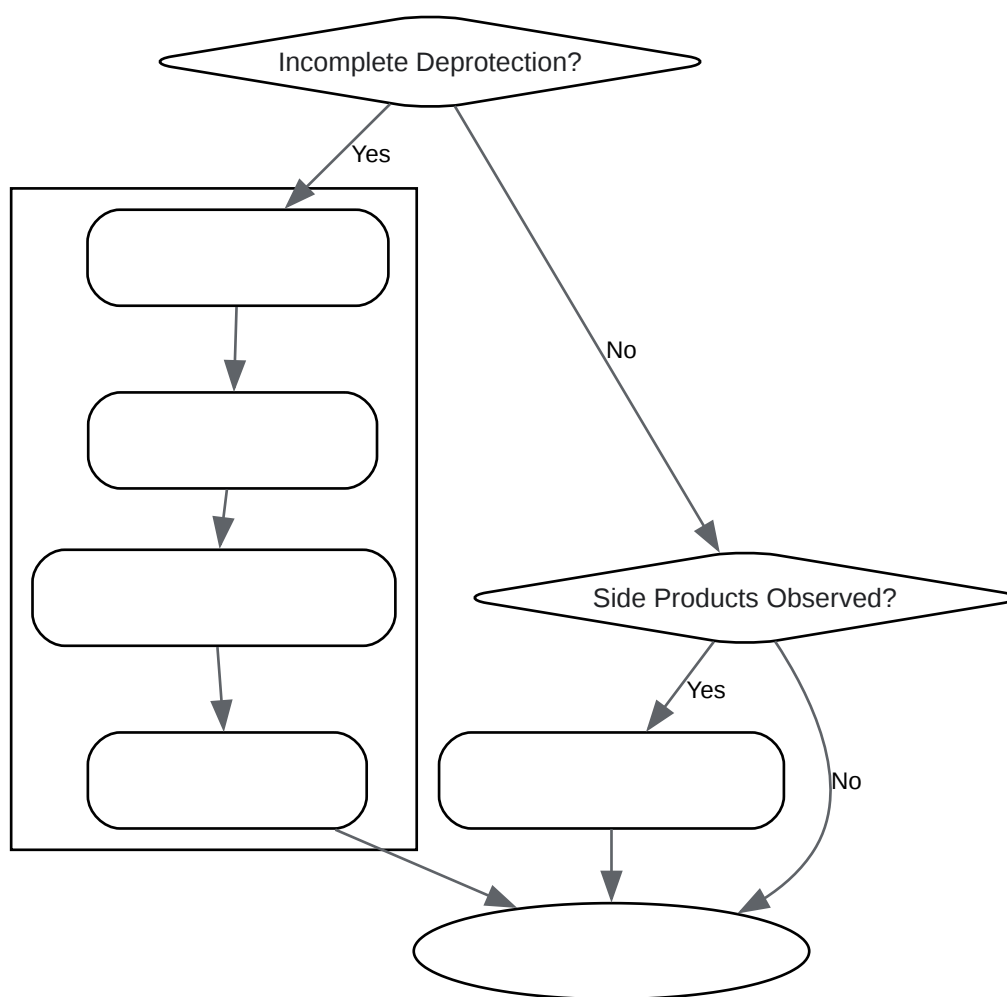 Incomplete Deprotection?
Yes
No
Side Products Observed?
Yes
No